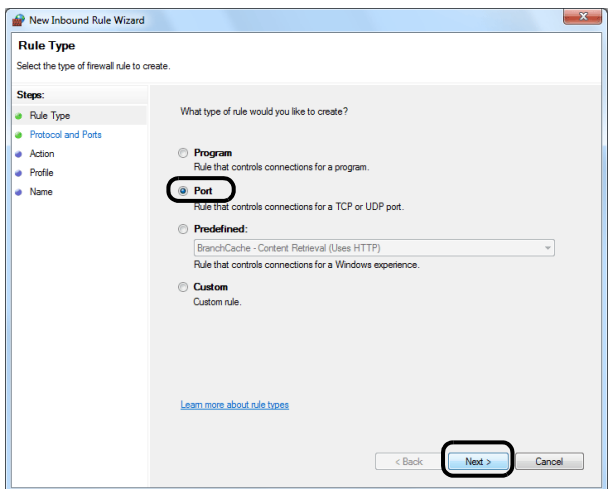 New Inbound Rule Wizard
Rule Type
Select the type of firewall rule to create.
Steps:
Rule Type
Protocol and Ports
Action
Profile
Name
What type of rule would you like to create?
Program
Rule that controls connections for a program.
Port
Rule that controls connections for a TCP or UDP port.
Predefined:
BranchCache - Content Retrieval (Uses HTTP)
Rule that controls connections for a Windows experience.
Custom
Custom rule.
Learn more about rule types
< Back Next > Cancel